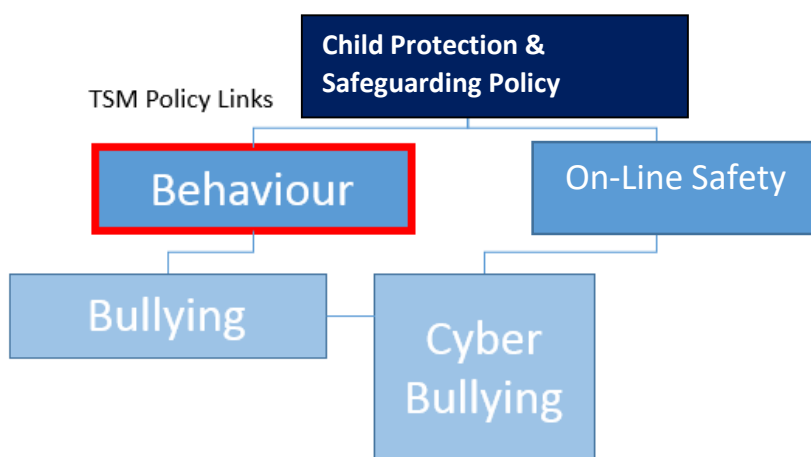 Child Protection &
Safeguarding Policy
TSM Policy Links
Behaviour
On-Line Safety
Bullying
Cyber
Bullying